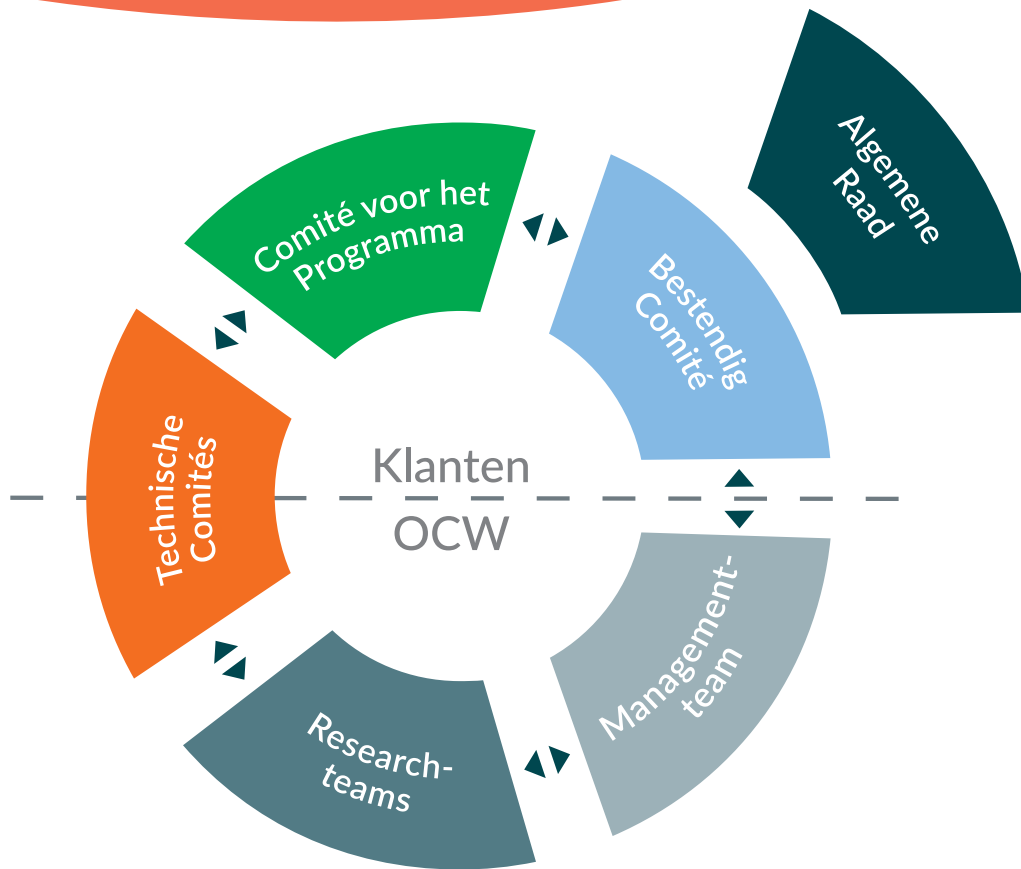 Algemene
Raad
Comité voor het
Programma
Bestendig
Comité
Technische
Comités
Klanten
OCW
Management-
team
Research-
teams